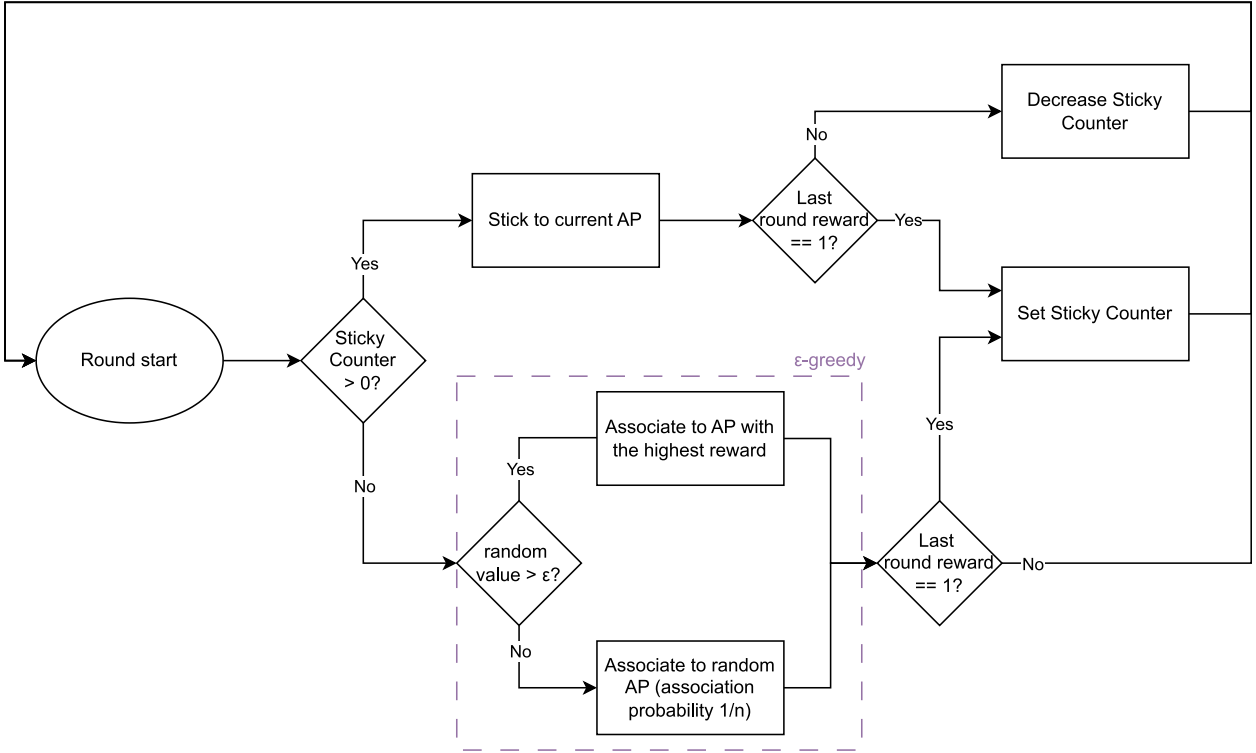 Round start
Sticky
Counter
> 0?
Yes
No
Stick to current AP
Last
round reward
== 1?
No
Yes
Decrease Sticky
Counter
Set Sticky Counter
ε-greedy
random
value > ε?
Yes
No
Associate to AP with
the highest reward
Associate to random
AP (association
probability 1/n)
Last
round reward
== 1?
Yes
No